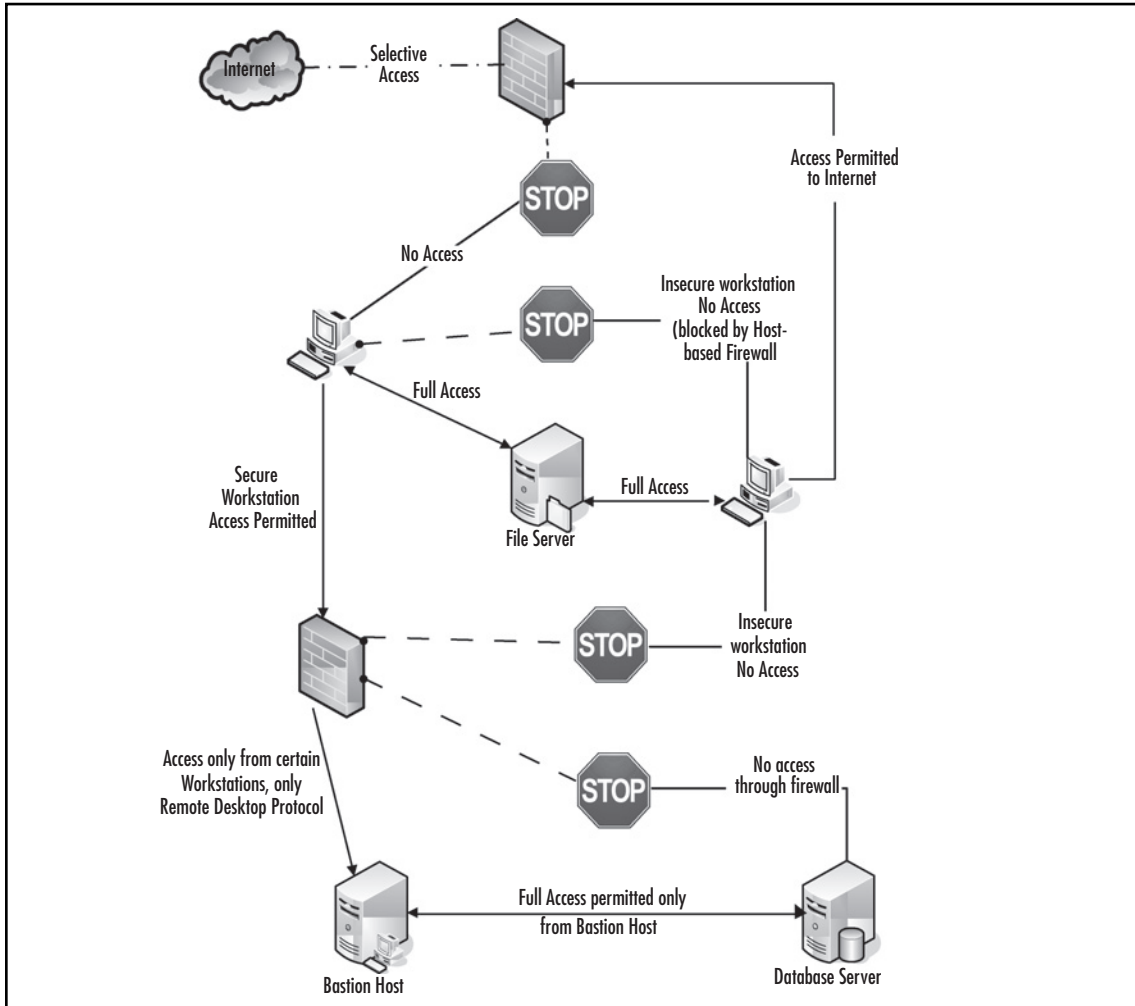 Internet
Selective
Access
STOP
Access Permitted
to Internet
No Access
STOP
Insecure workstation
No Access
(blocked by Host-
based Firewall
Full Access
Secure
Workstation
Access Permitted
File Server
Full Access
STOP
Insecure
workstation
No Access
Access only from certain
Workstations, only
Remote Desktop Protocol
STOP
No access
through firewall
Full Access permitted only
from Bastion Host
Bastion Host
Database Server